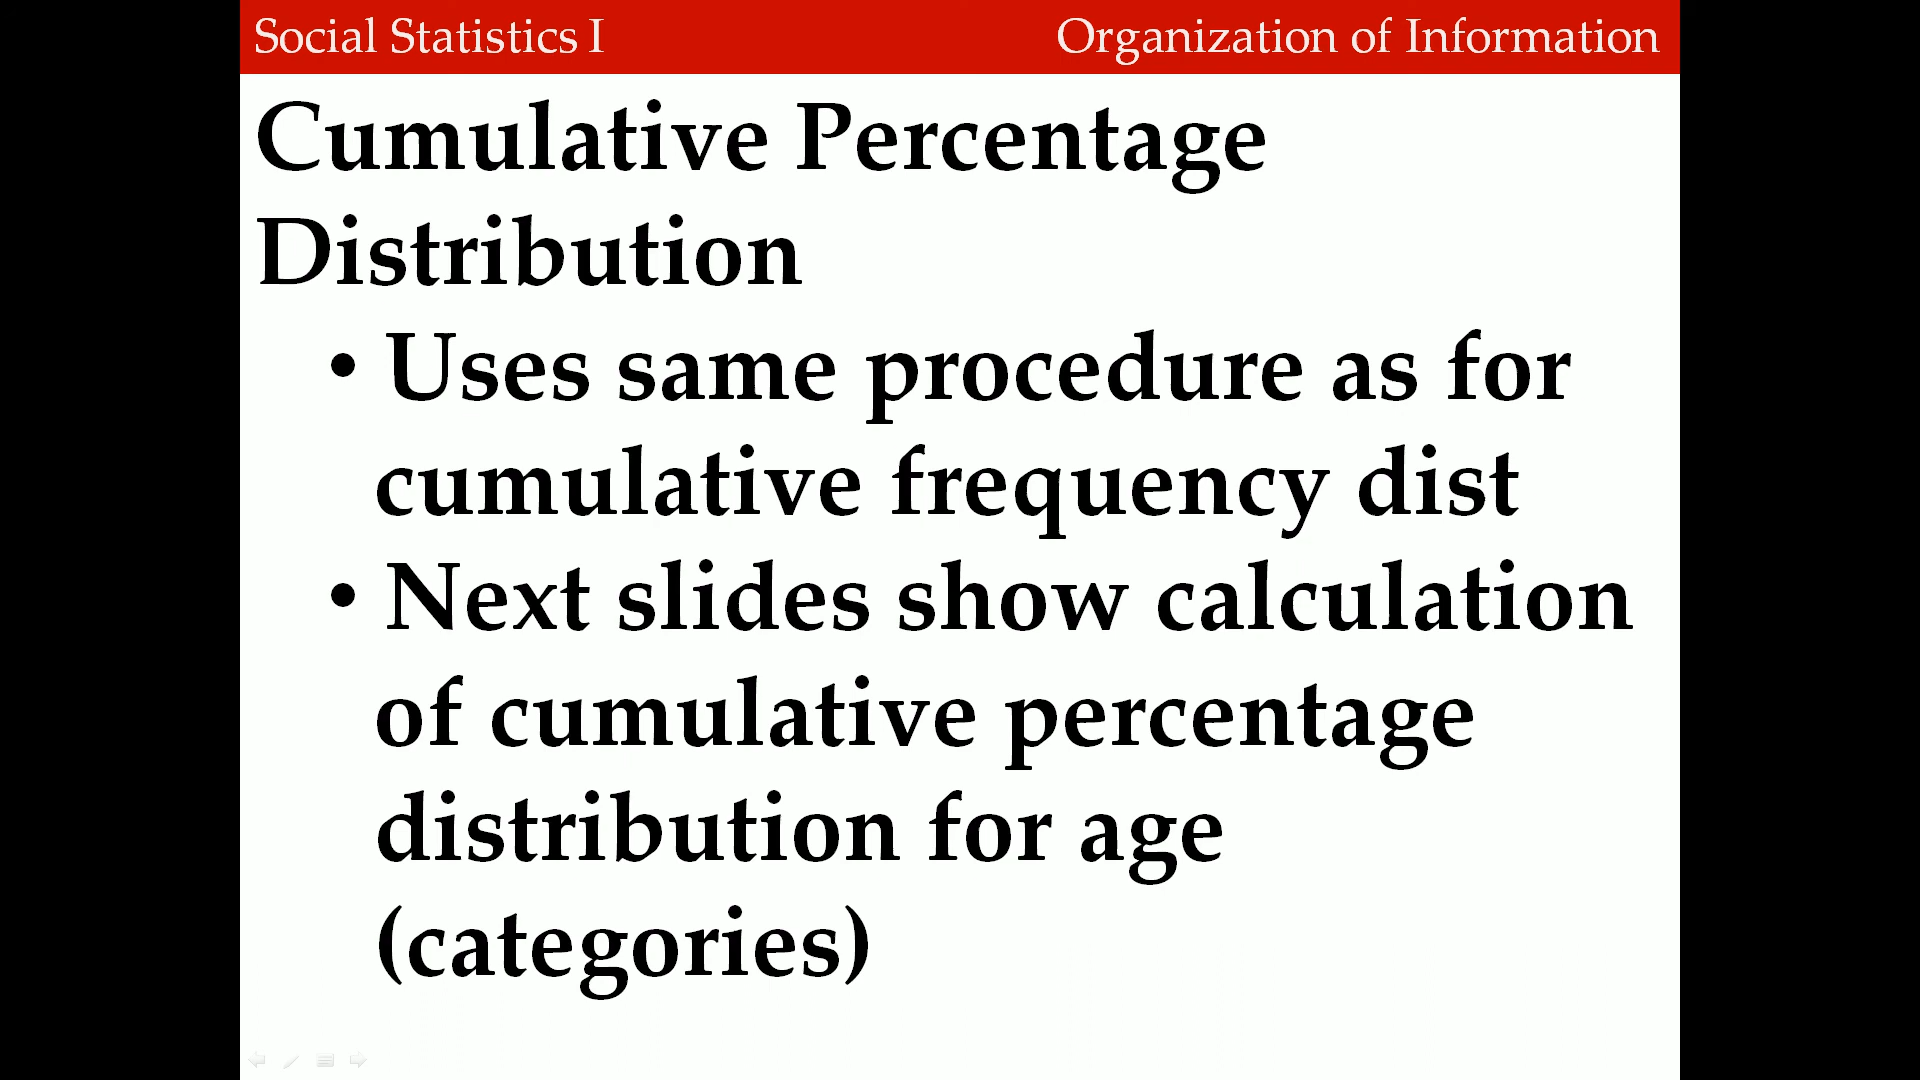 Social Statistics I
Organization of Information
Cumulative Percentage
Distribution
• Uses same procedure as for
cumulative frequency dist
• Next slides show calculation
of cumulative percentage
distribution for age
(categories)